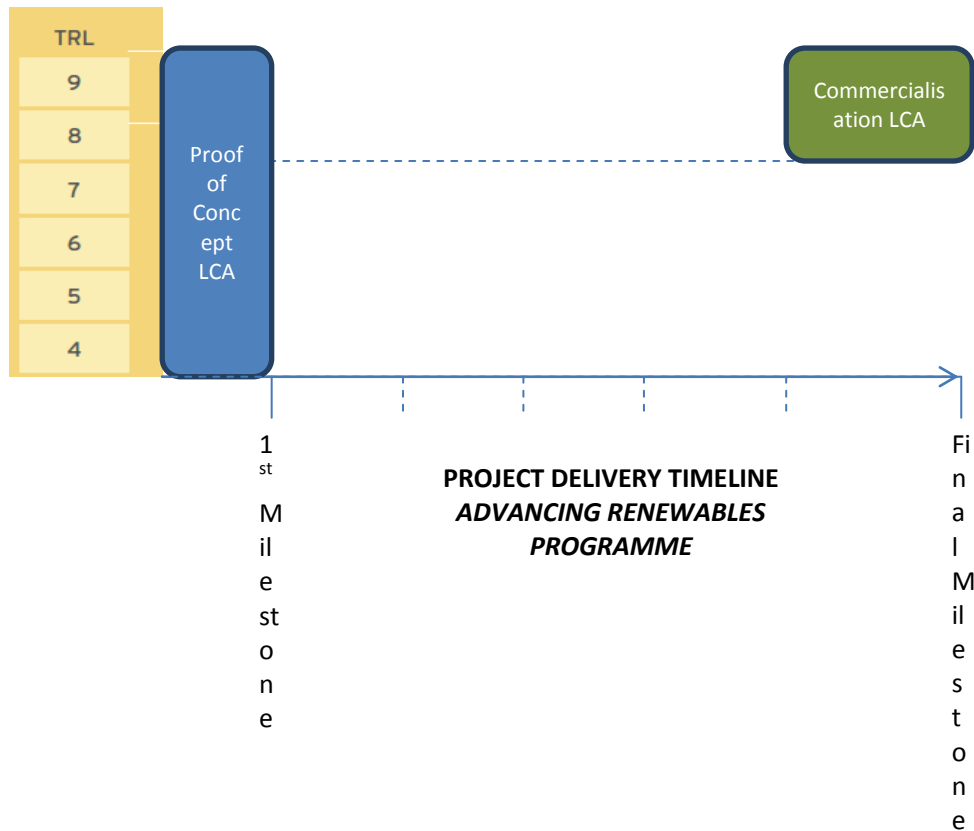 TRL
9
8
7
6
5
4
Proof
of
Conc
ept
LCA
Commercialis
ation LCA
1
st
M
il
e
st
o
n
e
PROJECT DELIVERY TIMELINE
ADVANCING RENEWABLES
PROGRAMME
Fi
n
a
l
M
il
e
s
t
o
n
e